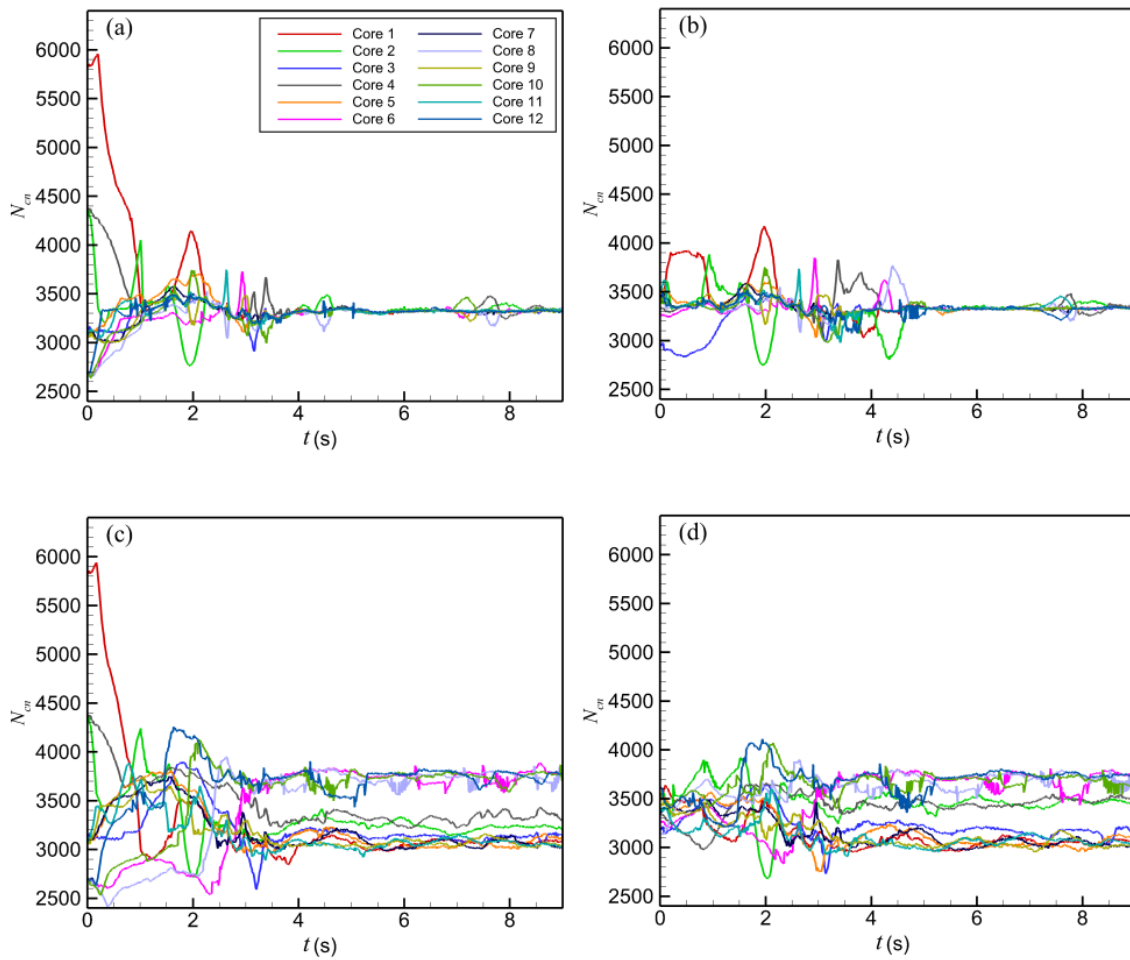 (a)
Core 1
Core 2
Core 3
Core 4
Core 5
Core 6
Core 7
Core 8
Core 9
Core 10
Core 11
Core 12
6000
5500
5000
4500
4000
3500
3000
2500
N_cn
0 2 4 6 8
t (s)
(b)
6000
5500
5000
4500
4000
3500
3000
2500
N_cn
0 2 4 6 8
t (s)
(c)
6000
5500
5000
4500
4000
3500
3000
2500
N_cn
0 2 4 6 8
t (s)
(d)
6000
5500
5000
4500
4000
3500
3000
2500
N_cn
0 2 4 6 8
t (s)